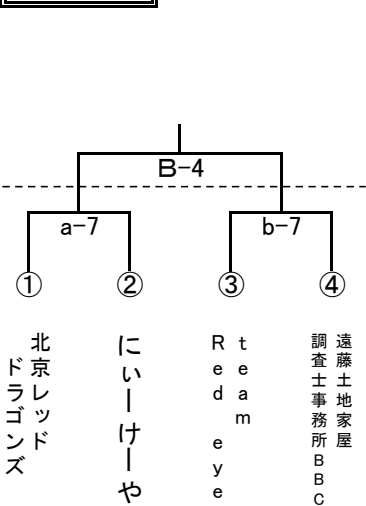 B-4
a-7
b-7
①
②
③
④
北京レッド
ドラゴンズ
にぃーけーや
team
Red eye
遠藤土地家屋
調査士事務所BBC